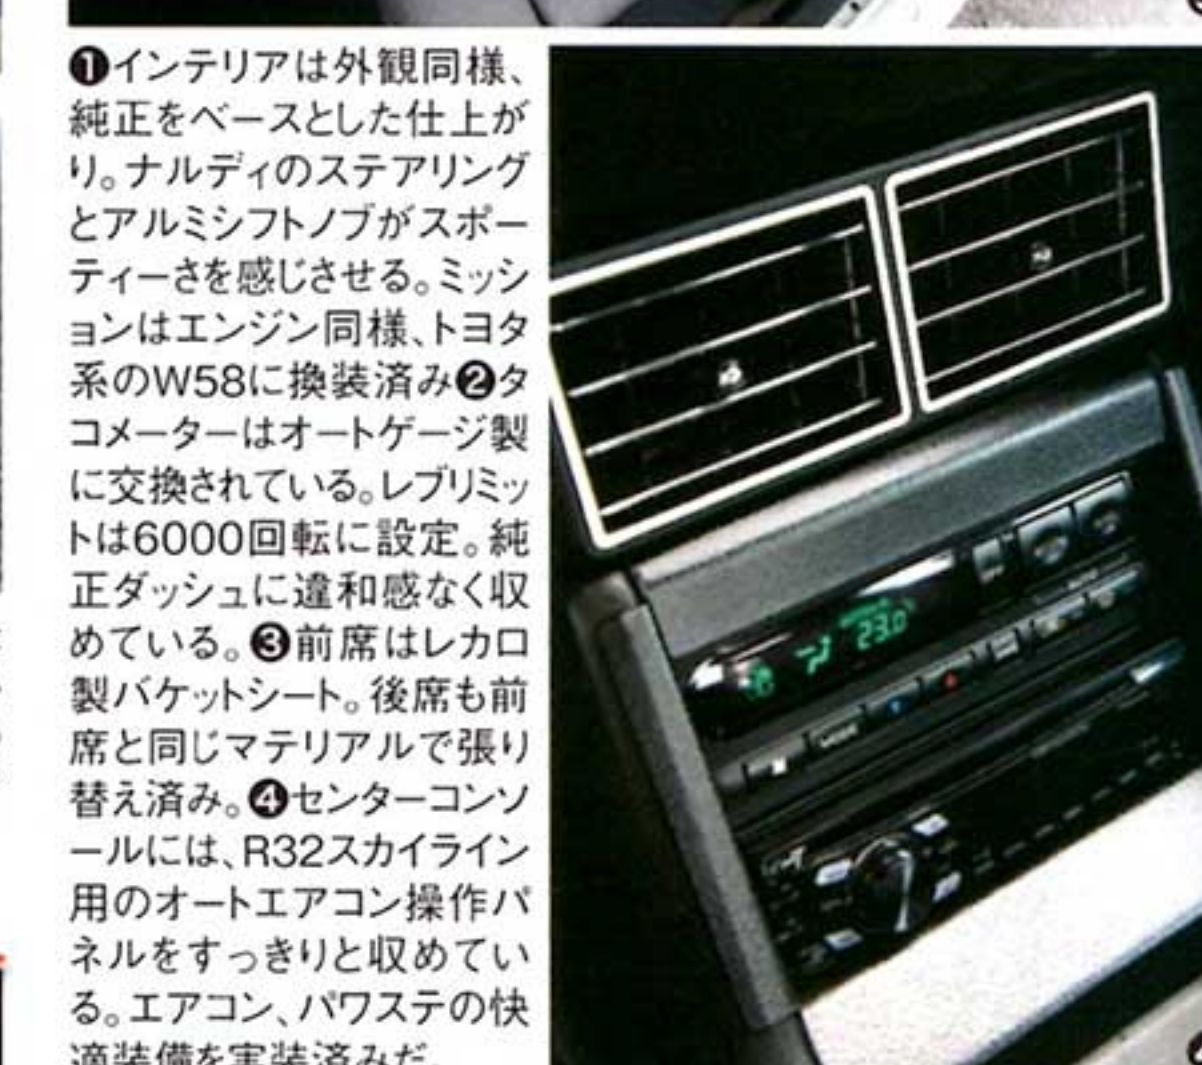 ❶インテリアは外観同様、
純正をベースとした仕上が
り。ナルディのステアリング
とアルミシフトノブがスポー
ティーさを感じさせる。ミッシ
ョンはエンジン同様、トヨタ
系のW58に換装済み❷タ
コメーターはオートゲージ製
に交換されている。レブリミッ
トは6000回転に設定。純
正ダッシュに違和感なく収
めている。❸前席はレカロ
製バケットシート。後席も前
席と同じマテリアルで張り
替え済み。❹センターコンソ
ールには、R32スカイライン
用のオートエアコン操作パ
ネルをすっきりと収めてい
る。エアコン、パワステの快
適装備を実装済みだ。
23.0